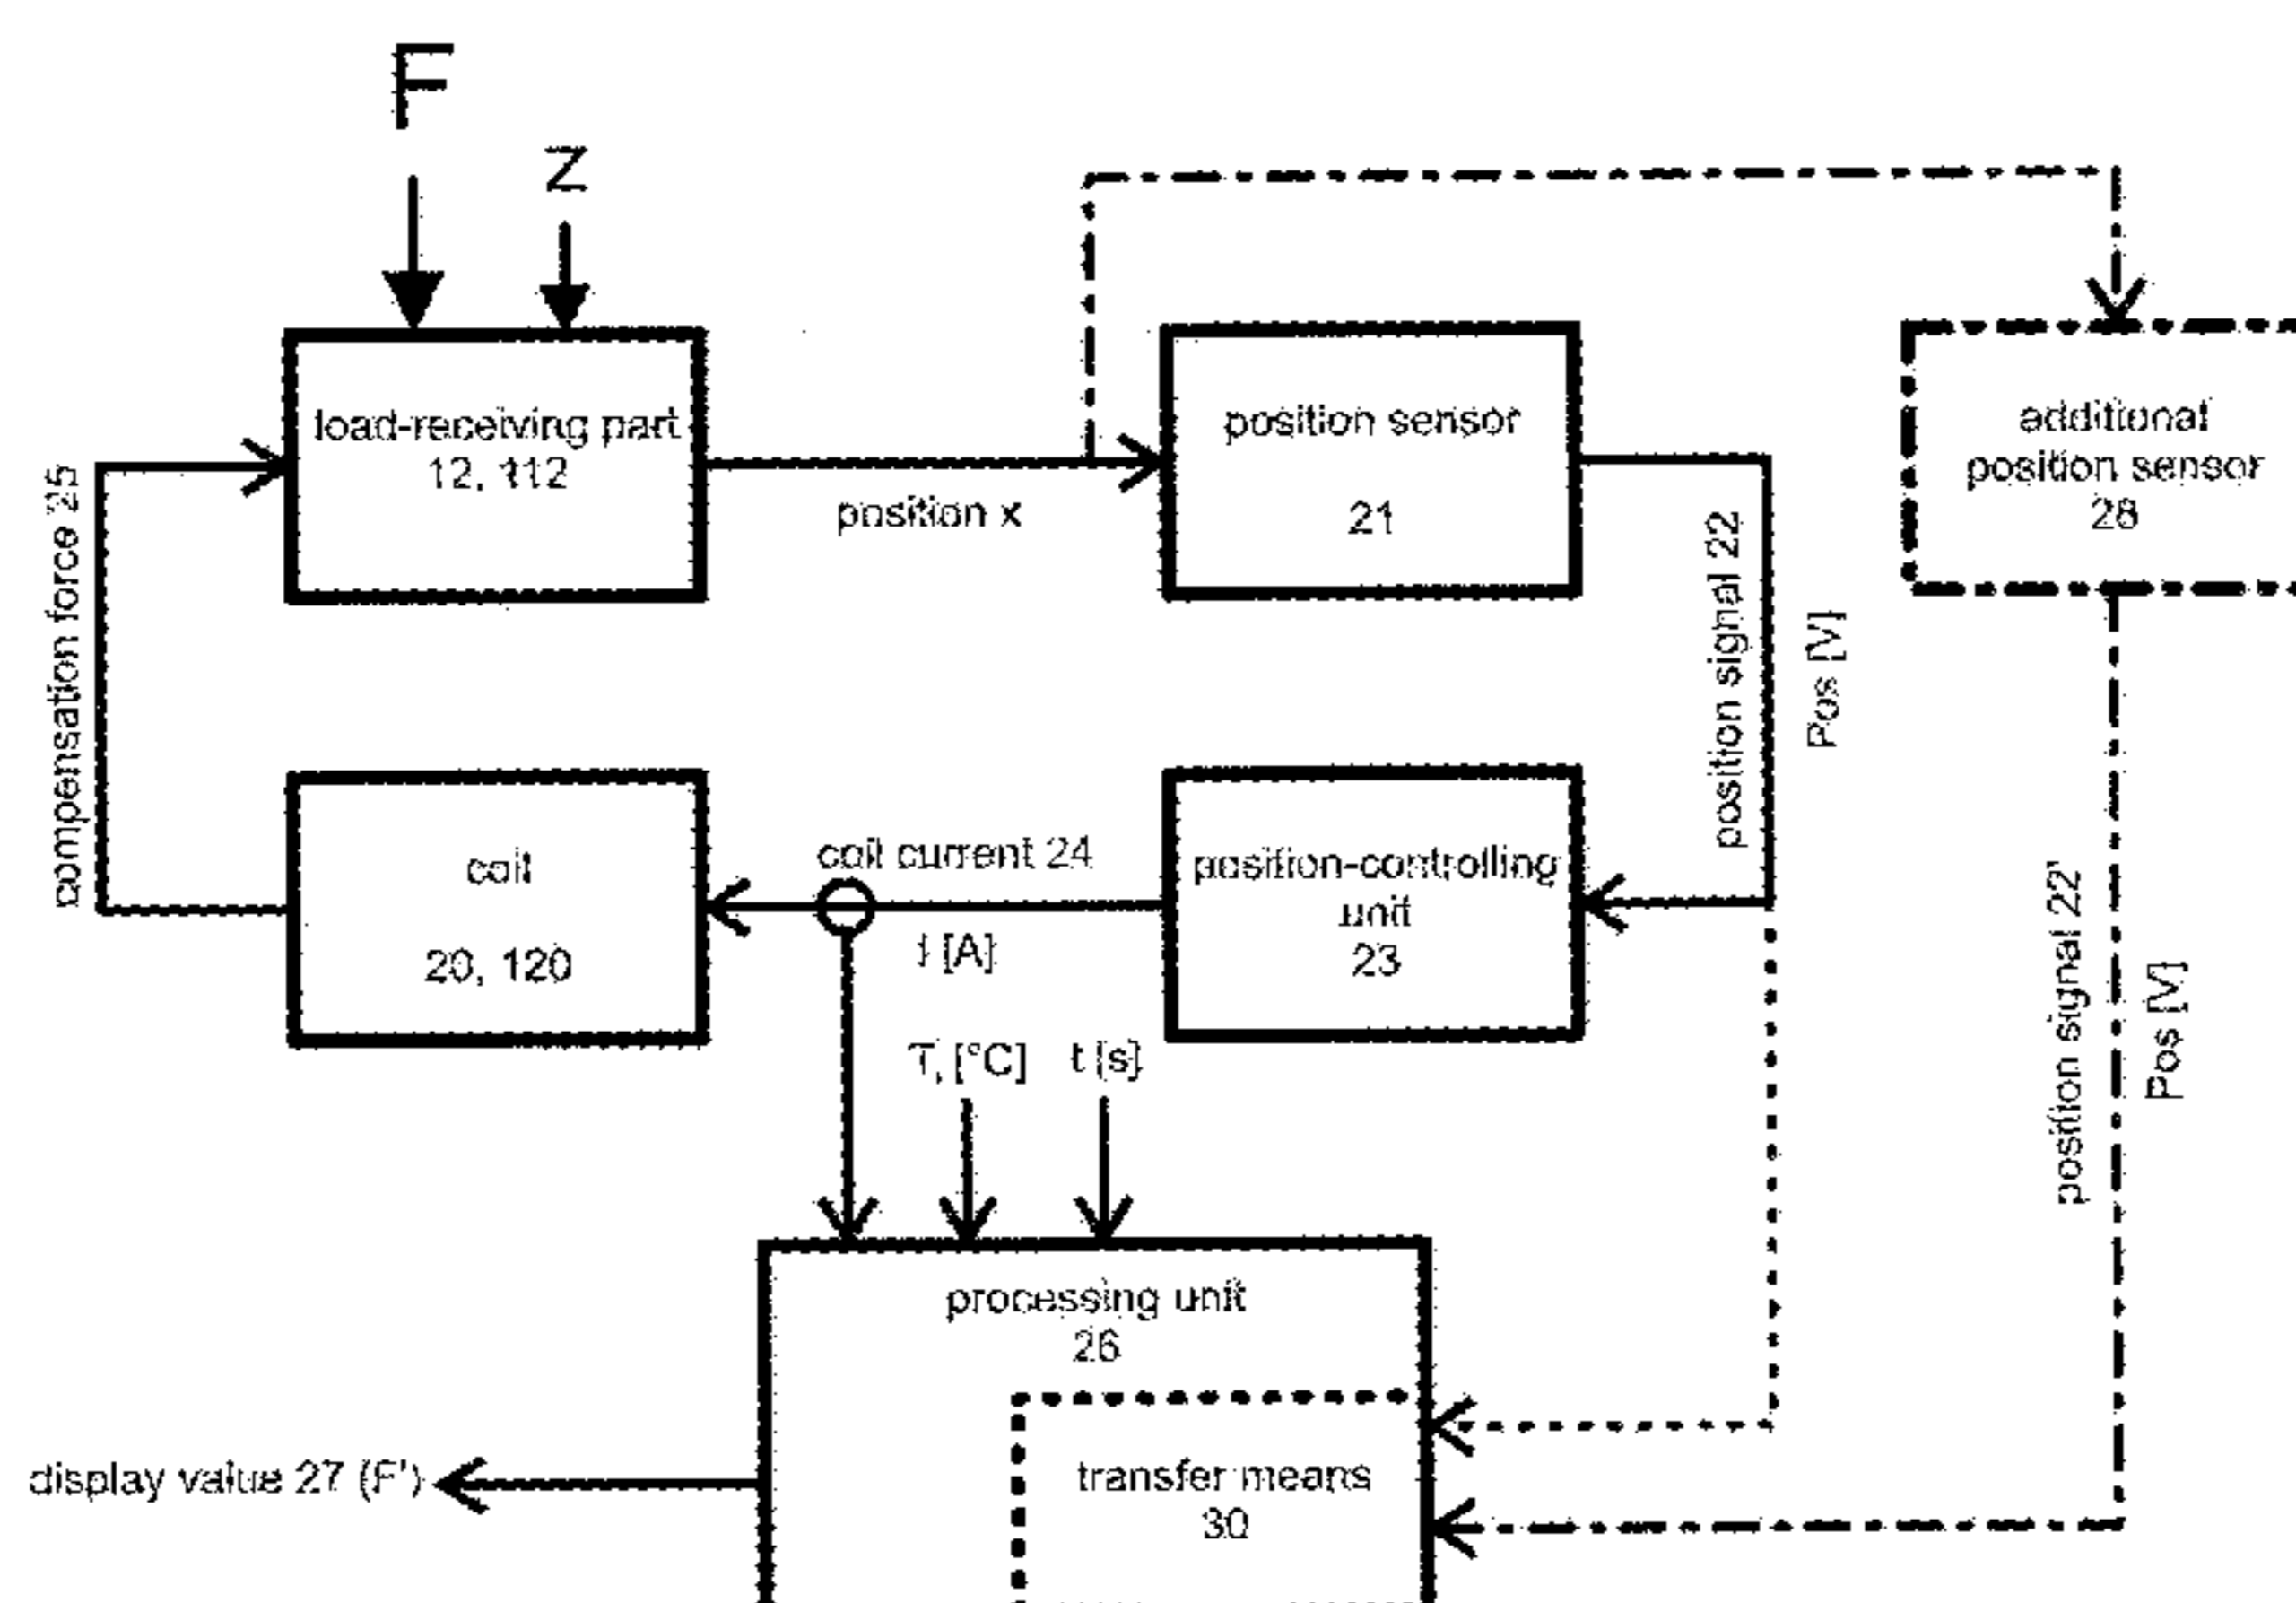 F
Z
load-receiving part
12, 112
position x
position sensor
21
additional
position sensor
28
compensation force 25
position signal 22
Pos [V]
coil
20, 120
coil current 24
I [A]
position-controlling
unit
23
position signal 22'
Pos [V]
T, [°C]
t [s]
processing unit
26
transfer means
30
display value 27 (F')